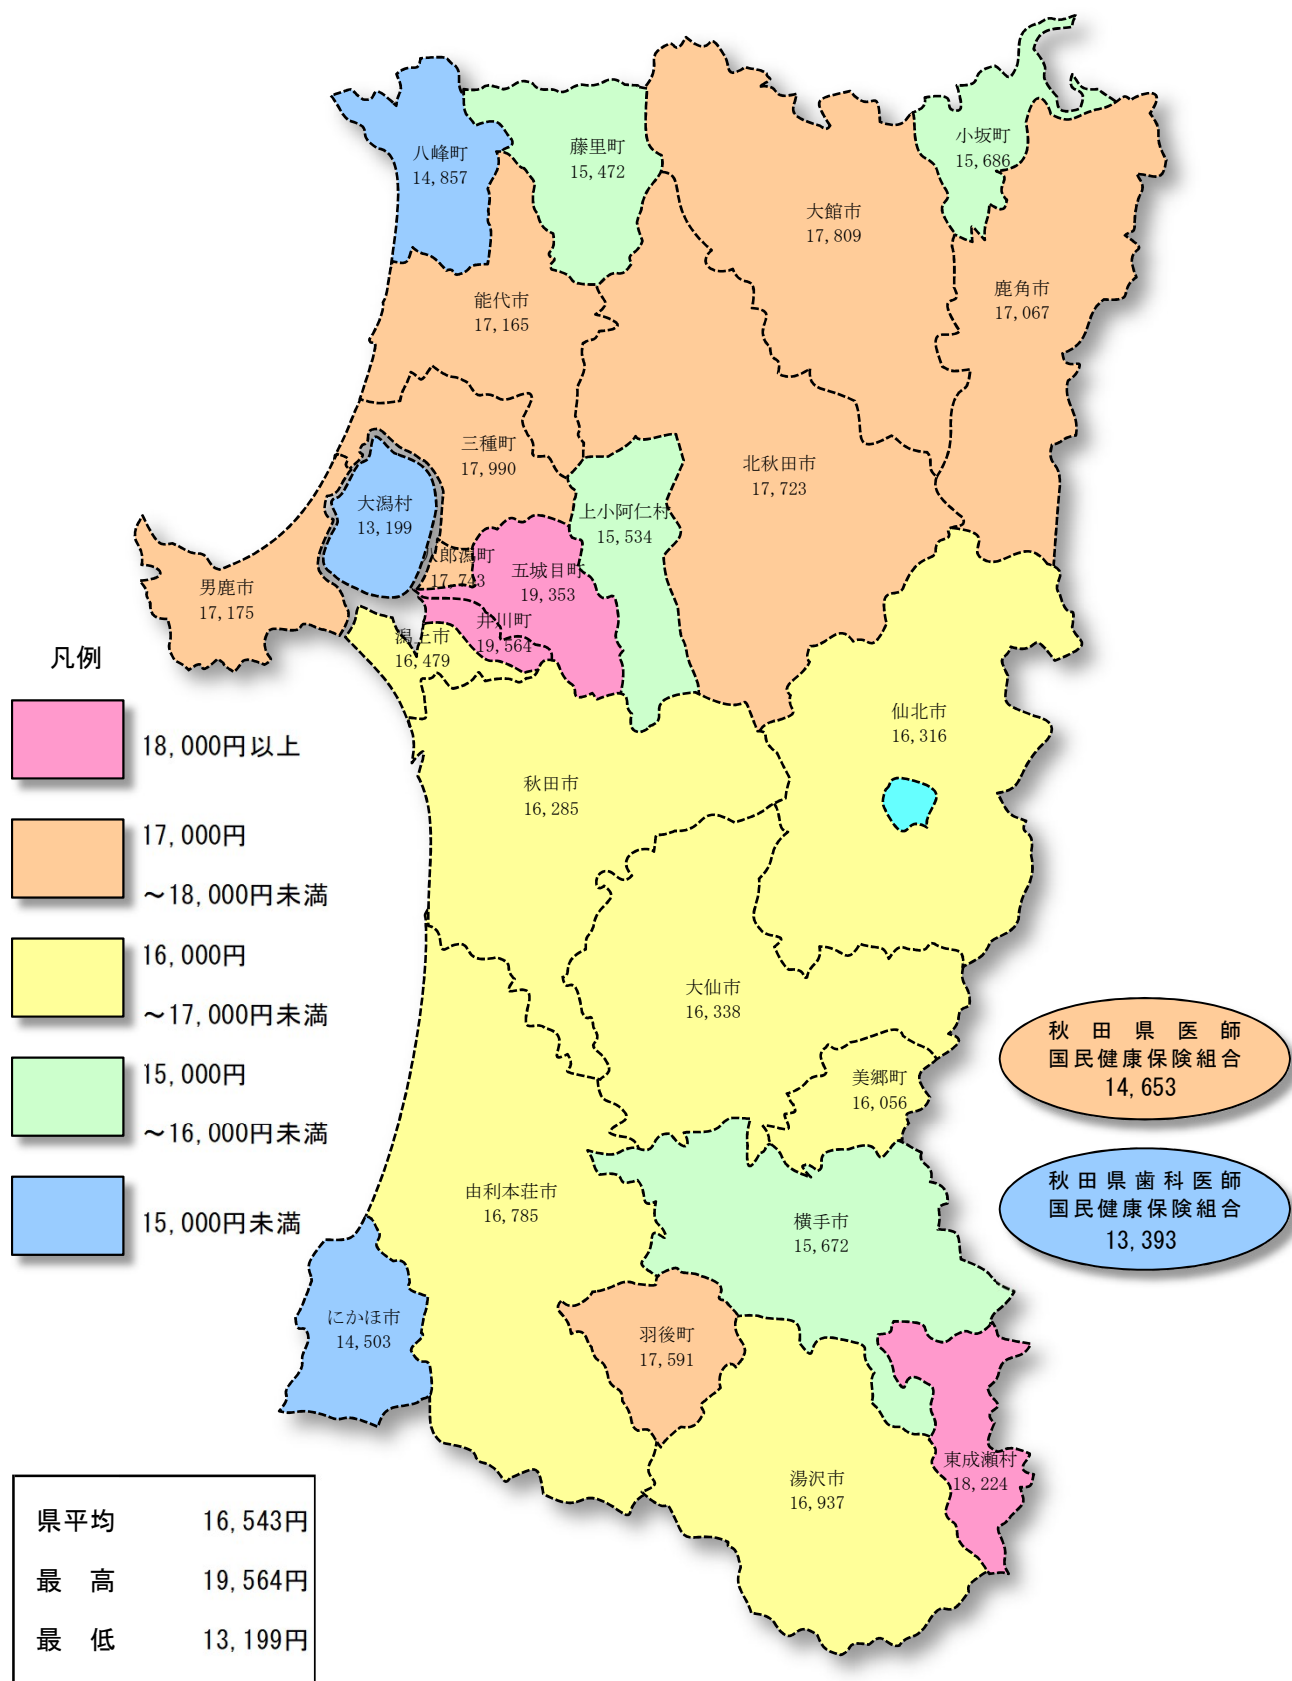 八峰町
14,857
藤里町
15,472
小坂町
15,686
大館市
17,809
鹿角市
17,067
能代市
17,165
三種町
17,990
北秋田市
17,723
大潟村
13,199
上小阿仁村
15,534
郎潟町
17,743
五城目町
19,353
男鹿市
17,175
井川町
19,564
潟上市
16,479
凡例
18,000円以上
17,000円
～18,000円未満
16,000円
～17,000円未満
15,000円
～16,000円未満
15,000円未満
仙北市
16,316
秋田市
16,285
大仙市
16,338
美郷町
16,056
秋田県医師
国民健康保険組合
14,653
秋田県歯科医師
国民健康保険組合
13,393
由利本荘市
16,785
横手市
15,672
にかほ市
14,503
羽後町
17,591
東成瀬村
18,224
湯沢市
16,937
県平均 16,543円
最 高 19,564円
最 低 13,199円